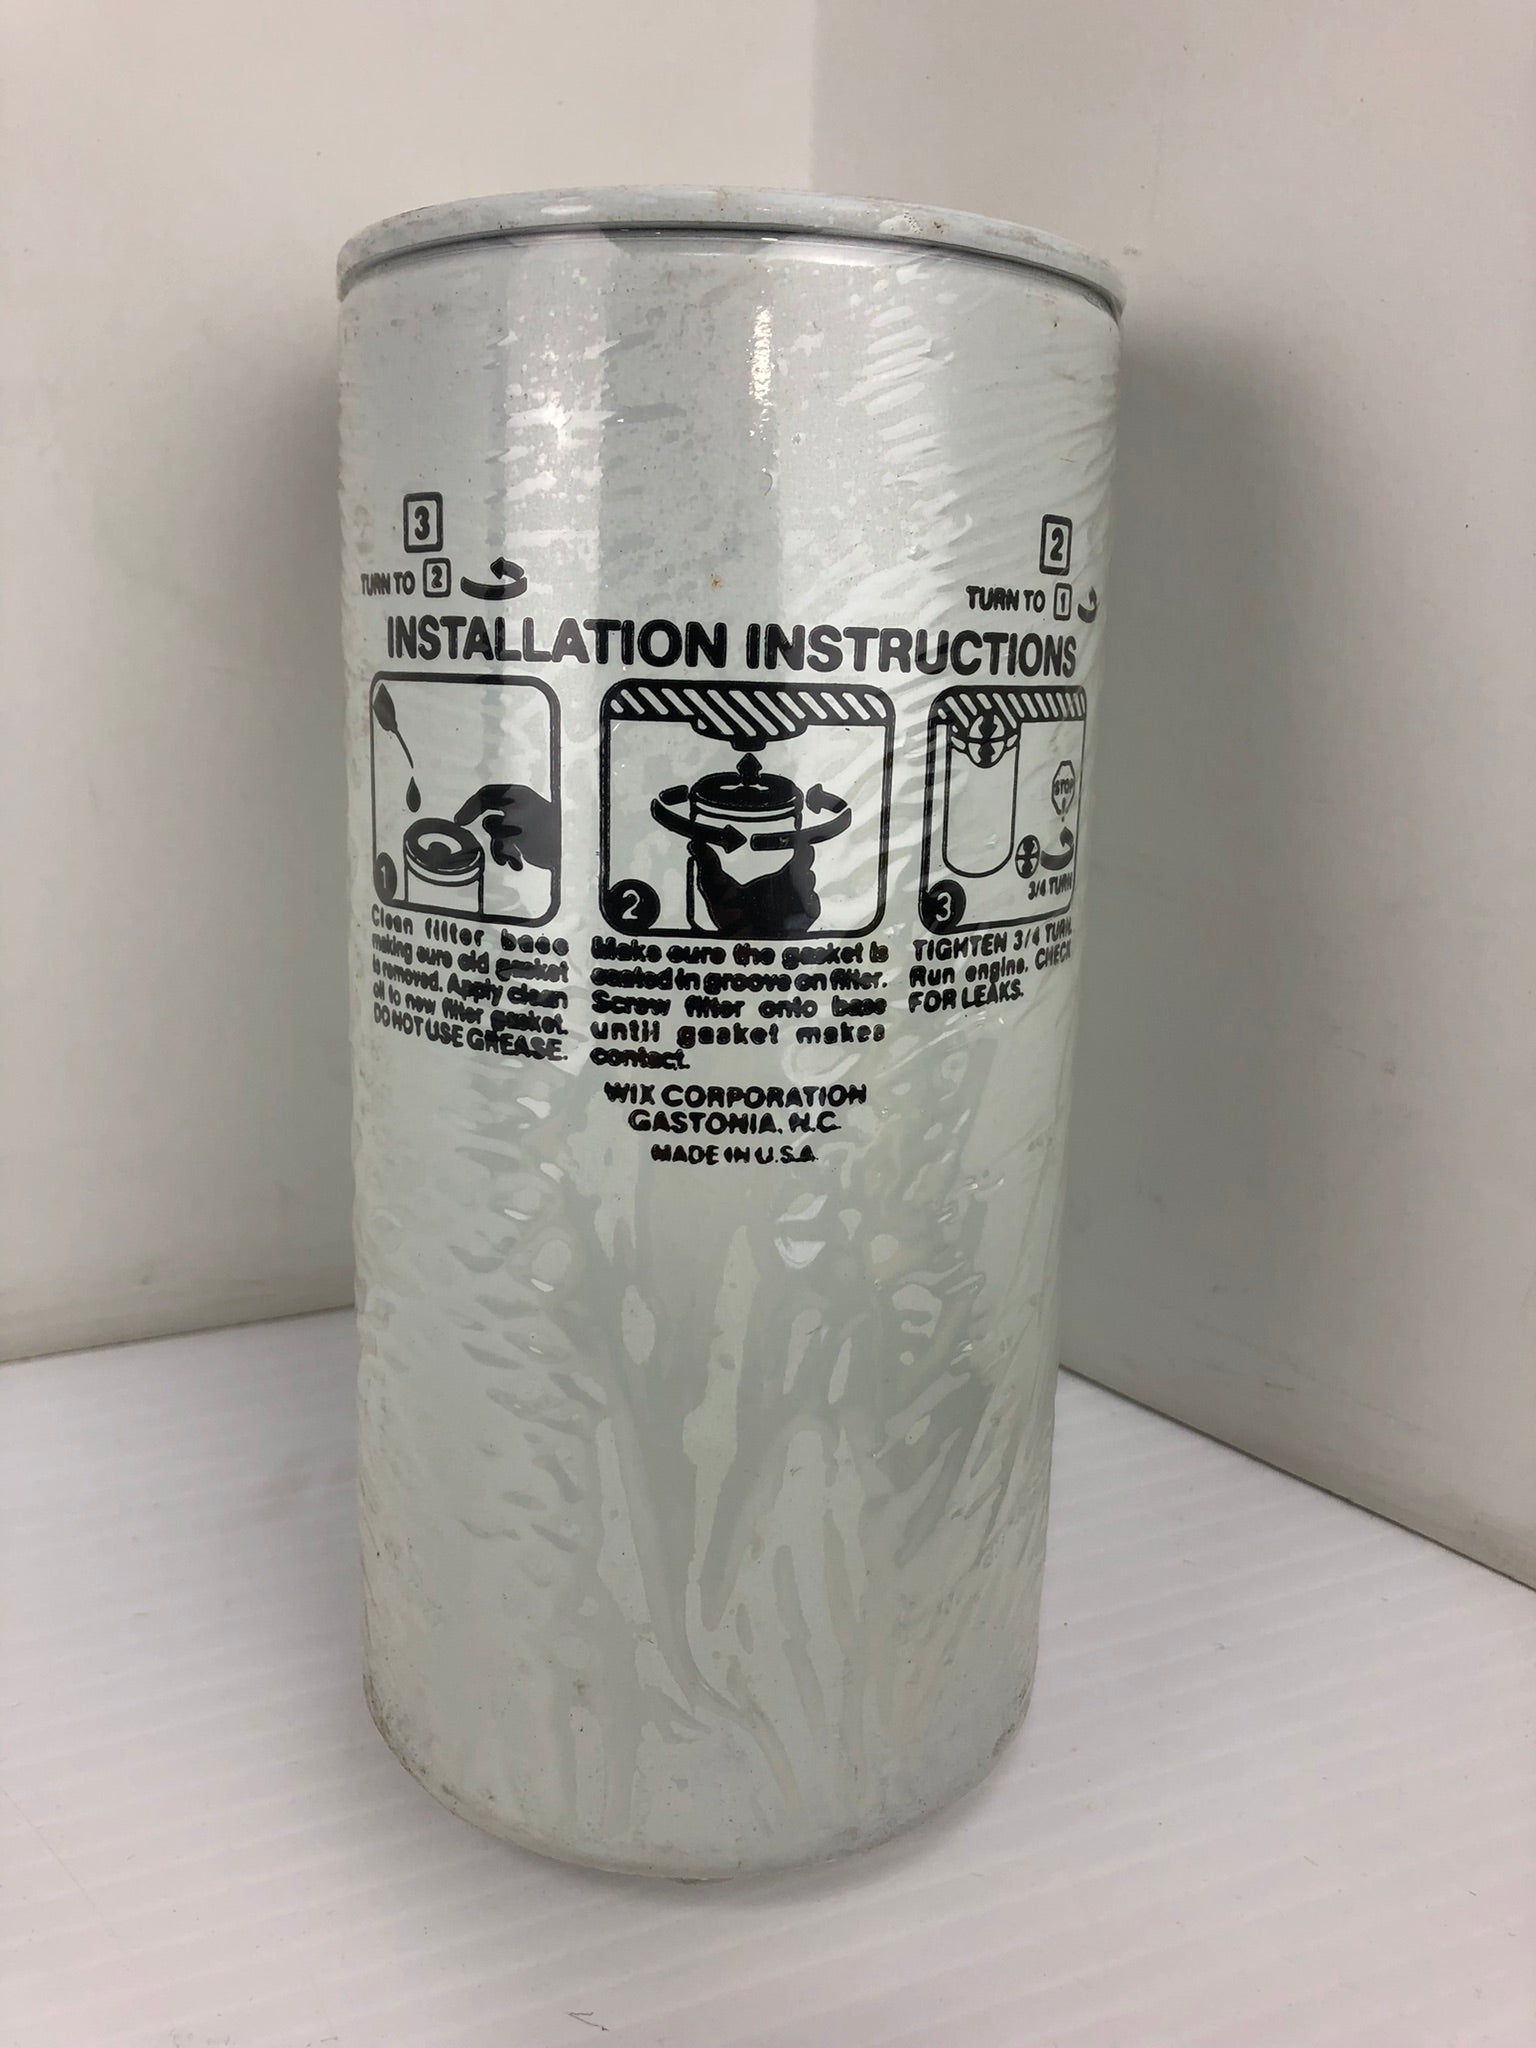 3
TURN TO 2
2
TURN TO 1
INSTALLATION INSTRUCTIONS
1
Clean filter base
making sure old gasket
is removed. Apply clean
oil to new filter gasket.
DO NOT USE GREASE.
2
Make sure the gasket is
seated in groove on filter.
Screw filter onto base
until gasket makes
contact.
STOP
3/4 TURN
3
TIGHTEN 3/4 TURN.
Run engine. CHECK
FOR LEAKS.
WIX CORPORATION
GASTONIA, N.C.
MADE IN U.S.A.